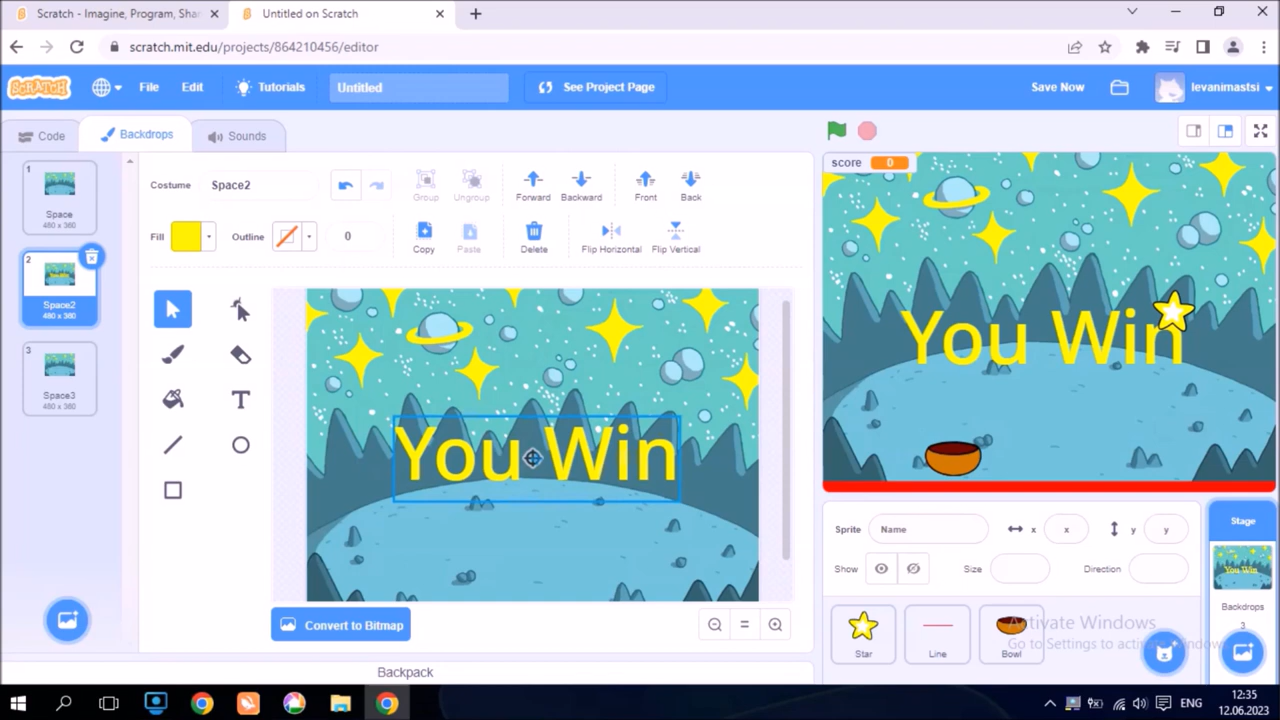 Scratch - Imagine, Program, Sha
Untitled on Scratch
scratch.mit.edu/projects/864210456/editor
SCRATCH
File
Edit
Tutorials
Untitled
See Project Page
Save Now
levanimastsi
Code
Backdrops
Sounds
1
Space
480 x 360
2
Space2
480 x 360
3
Space3
480 x 360
Costume
Space2
Group
Ungroup
Forward
Backward
Front
Back
Fill
Outline
0
Copy
Paste
Delete
Flip Horizontal
Flip Vertical
T
You Win
Convert to Bitmap
Backpack
score 0
You Win
Sprite
Name
x
x
y
y
Show
Size
Direction
Star
Line
Bowl
Stage
You Win
Backdrops
3
Activate Windows
Go to Settings to activate Windows.
ENG
12:35
12.06.2023